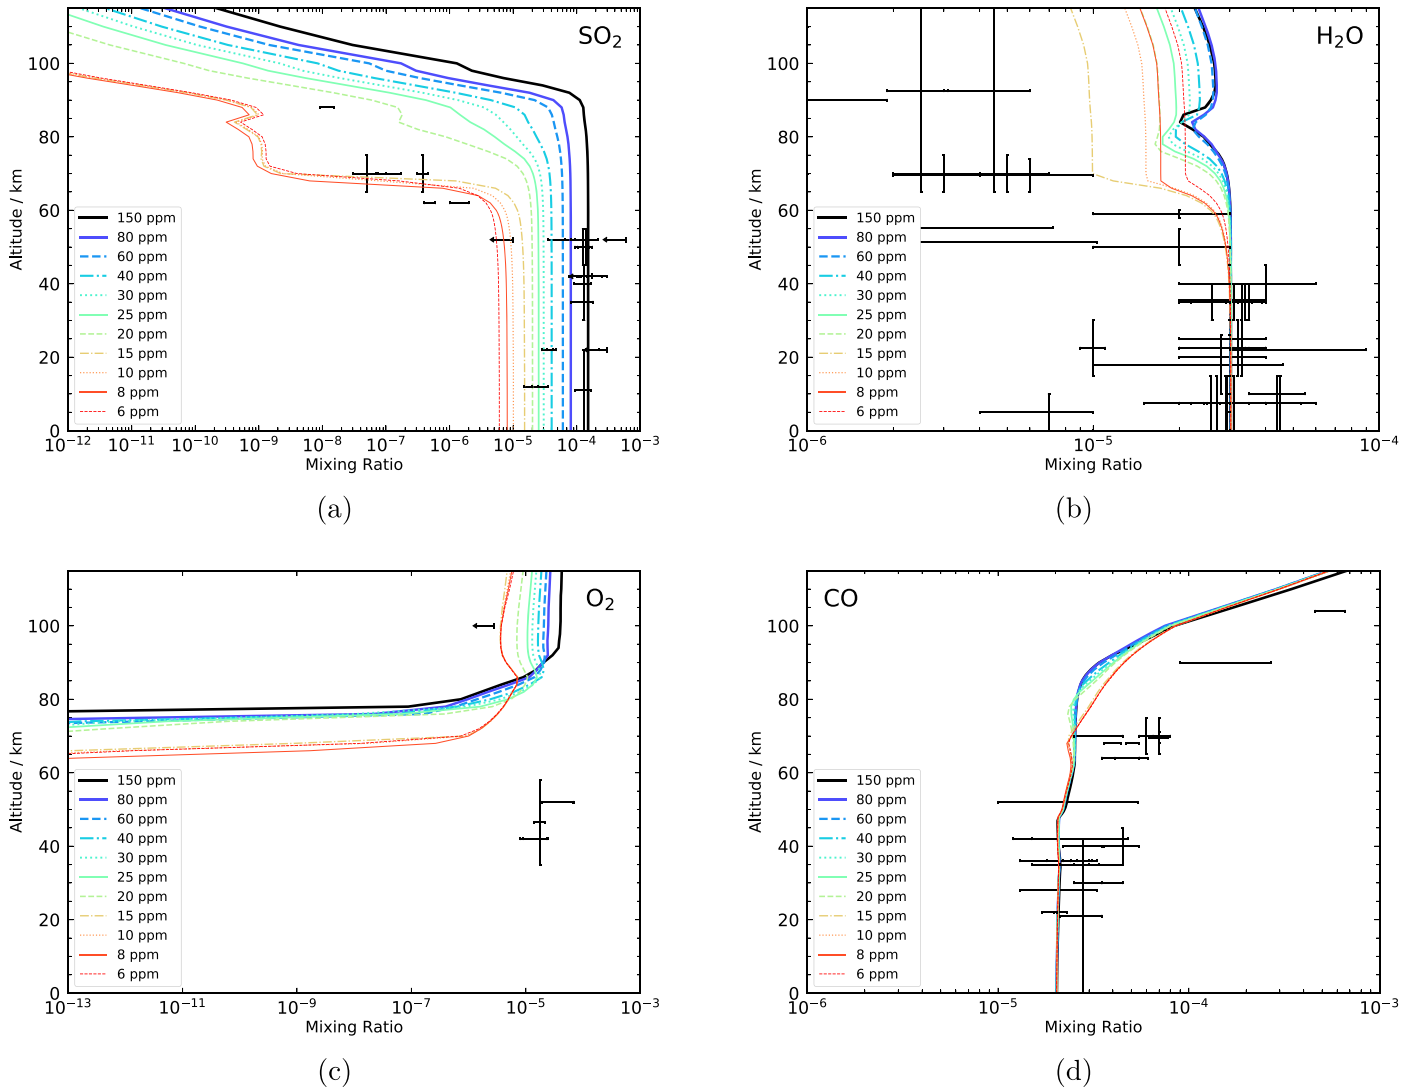 SO₂
Altitude / km
100
80
60
40
20
0
150 ppm
80 ppm
60 ppm
40 ppm
30 ppm
25 ppm
20 ppm
15 ppm
10 ppm
8 ppm
6 ppm
10⁻¹² 10⁻¹¹ 10⁻¹⁰ 10⁻⁹ 10⁻⁸ 10⁻⁷ 10⁻⁶ 10⁻⁵ 10⁻⁴ 10⁻³
Mixing Ratio
(a)
H₂O
Altitude / km
100
80
60
40
20
0
150 ppm
80 ppm
60 ppm
40 ppm
30 ppm
25 ppm
20 ppm
15 ppm
10 ppm
8 ppm
6 ppm
10⁻⁶ 10⁻⁵ 10⁻⁴
Mixing Ratio
(b)
O₂
Altitude / km
100
80
60
40
20
0
150 ppm
80 ppm
60 ppm
40 ppm
30 ppm
25 ppm
20 ppm
15 ppm
10 ppm
8 ppm
6 ppm
10⁻¹³ 10⁻¹¹ 10⁻⁹ 10⁻⁷ 10⁻⁵ 10⁻³
Mixing Ratio
(c)
CO
Altitude / km
100
80
60
40
20
0
150 ppm
80 ppm
60 ppm
40 ppm
30 ppm
25 ppm
20 ppm
15 ppm
10 ppm
8 ppm
6 ppm
10⁻⁶ 10⁻⁵ 10⁻⁴ 10⁻³
Mixing Ratio
(d)